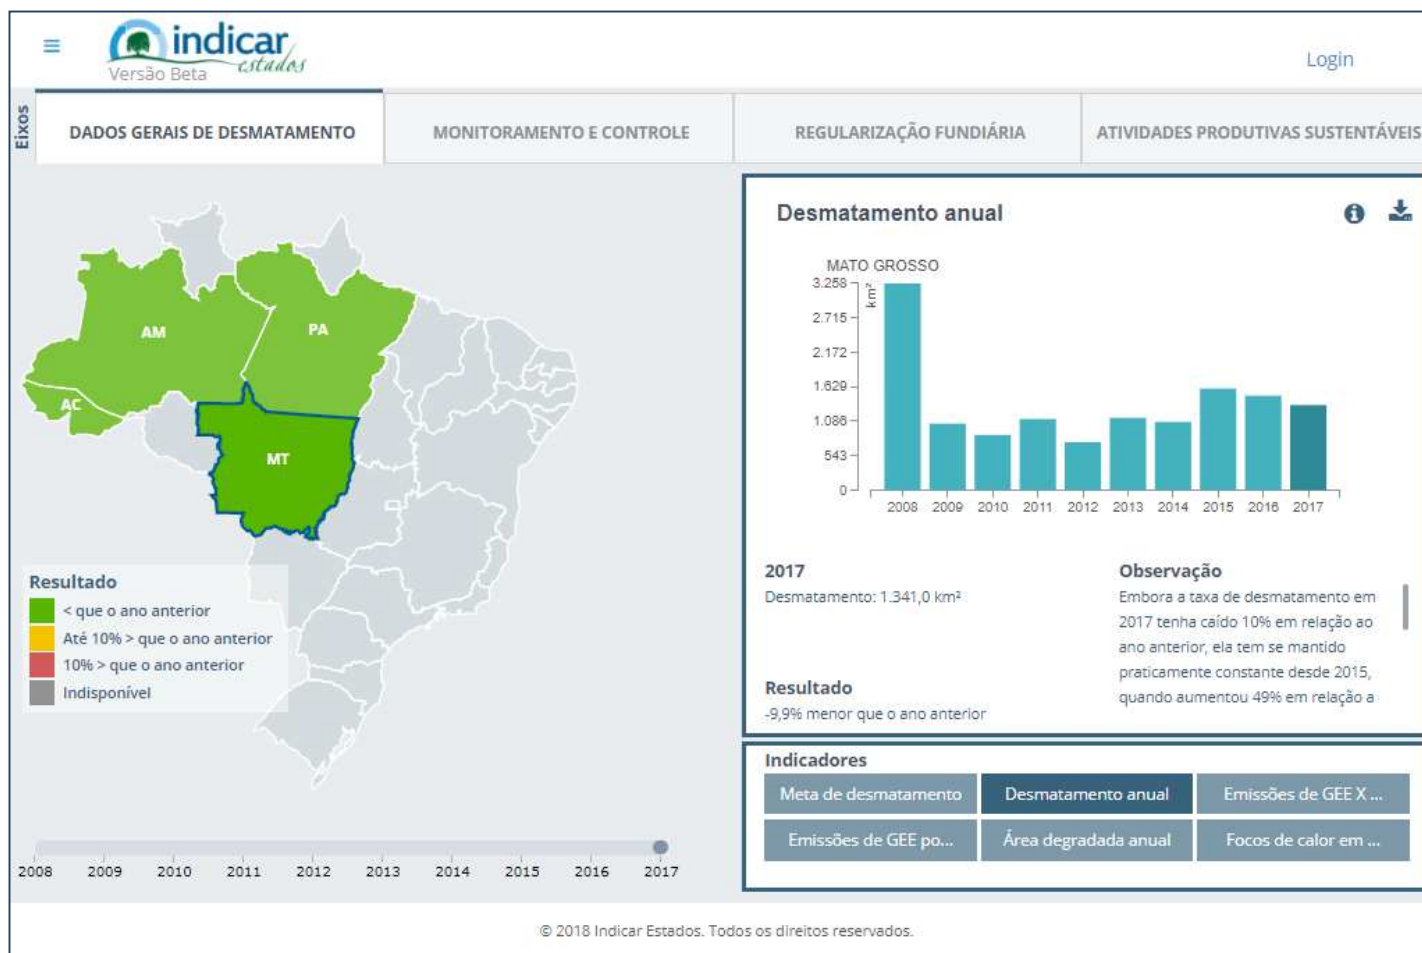 indicar
estados
Versão Beta
Login
Eixos
DADOS GERAIS DE DESMATAMENTO
MONITORAMENTO E CONTROLE
REGULARIZAÇÃO FUNDIÁRIA
ATIVIDADES PRODUTIVAS SUSTENTÁVEIS
AM
PA
AC
MT
Resultado
< que o ano anterior
Até 10% > que o ano anterior
10% > que o ano anterior
Indisponível
2008 2009 2010 2011 2012 2013 2014 2015 2016 2017
Desmatamento anual
MATO GROSSO
km²
3.258
2.715
2.172
1.629
1.086
543
0
2008 2009 2010 2011 2012 2013 2014 2015 2016 2017
2017
Desmatamento: 1.341,0 km²
Resultado
-9,9% menor que o ano anterior
Observação
Embora a taxa de desmatamento em
2017 tenha caído 10% em relação ao
ano anterior, ela tem se mantido
praticamente constante desde 2015,
quando aumentou 49% em relação a
Indicadores
Meta de desmatamento
Desmatamento anual
Emissões de GEE X ...
Emissões de GEE po...
Área degradada anual
Focos de calor em ...
© 2018 Indicar Estados. Todos os direitos reservados.